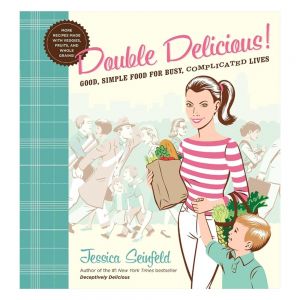 MORE
RECIPES MADE
WITH VEGGIES,
FRUITS, AND
WHOLE
GRAINS!
Double Delicious!
GOOD, SIMPLE FOOD FOR BUSY, COMPLICATED LIVES
Jessica Seinfeld
Author of the #1 New York Times bestseller
Deceptively Delicious